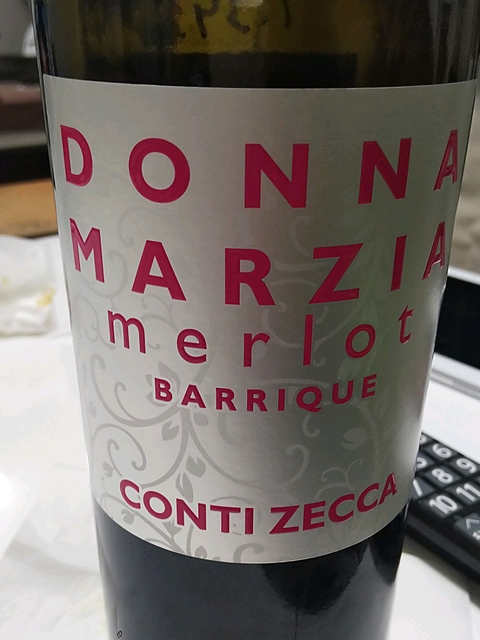 DONNA
MARZIA
merlot
BARRIQUE
CONTI ZECCA